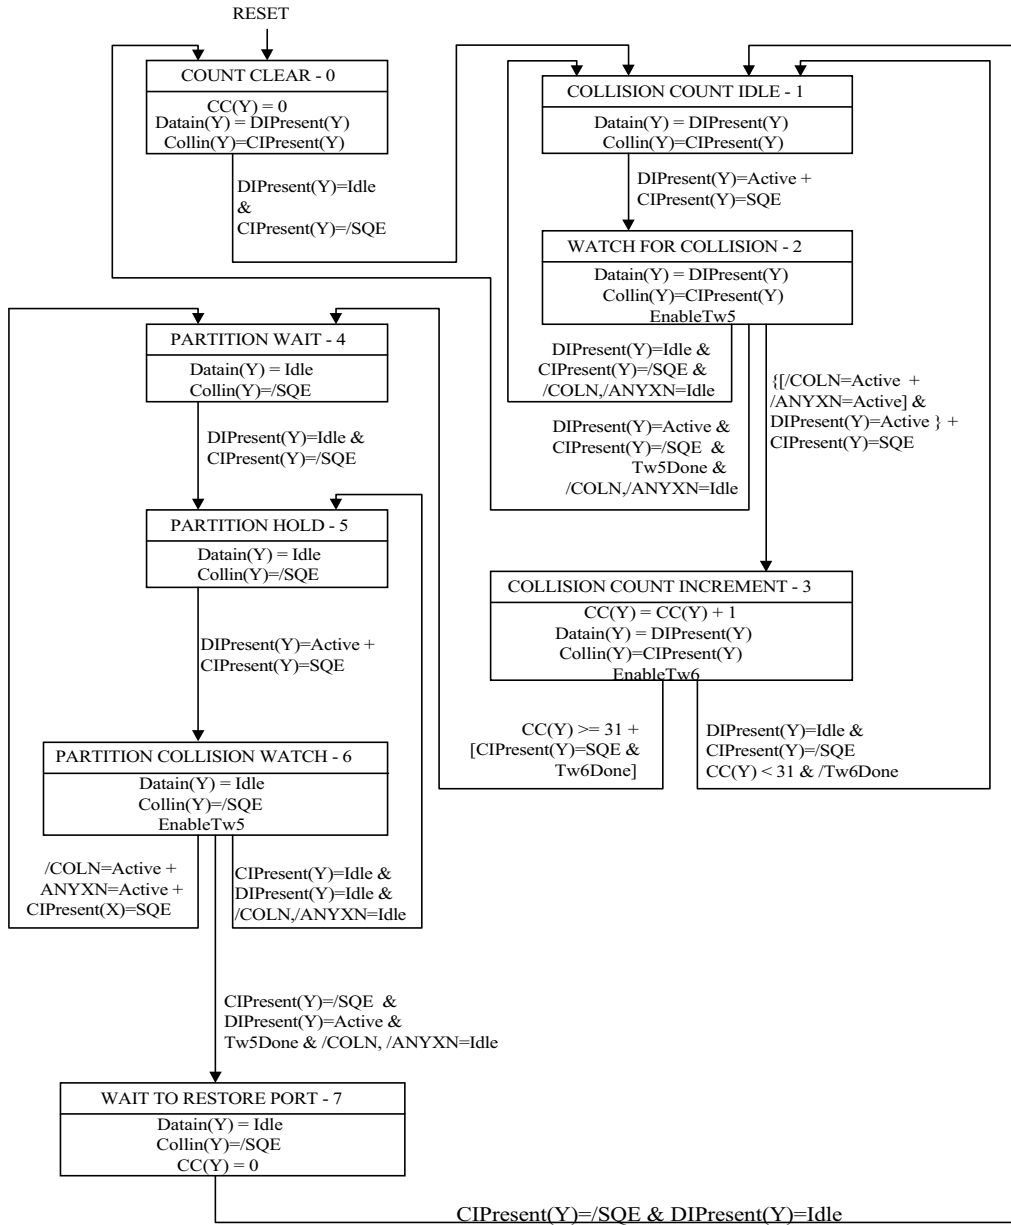 RESET
COUNT CLEAR - 0
CC(Y) = 0
Datain(Y) = DIPresent(Y)
Collin(Y)=CIPresent(Y)
DIPresent(Y)=Idle
&
CIPresent(Y)=/SQE
COLLISION COUNT IDLE - 1
Datain(Y) = DIPresent(Y)
Collin(Y)=CIPresent(Y)
DIPresent(Y)=Active +
CIPresent(Y)=SQE
WATCH FOR COLLISION - 2
Datain(Y) = DIPresent(Y)
Collin(Y)=CIPresent(Y)
EnableTw5
DIPresent(Y)=Idle &
CIPresent(Y)=/SQE &
/COLN,/ANYXN=Idle
DIPresent(Y)=Active &
CIPresent(Y)=/SQE &
Tw5Done &
/COLN,/ANYXN=Idle
{[/COLN=Active +
/ANYXN=Active] &
DIPresent(Y)=Active } +
CIPresent(Y)=SQE
COLLISION COUNT INCREMENT - 3
CC(Y) = CC(Y) + 1
Datain(Y) = DIPresent(Y)
Collin(Y)=CIPresent(Y)
EnableTw6
CC(Y) >= 31 +
[CIPresent(Y)=SQE &
Tw6Done]
DIPresent(Y)=Idle &
CIPresent(Y)=/SQE
CC(Y) < 31 & /Tw6Done
PARTITION WAIT - 4
Datain(Y) = Idle
Collin(Y)=/SQE
DIPresent(Y)=Idle &
CIPresent(Y)=/SQE
PARTITION HOLD - 5
Datain(Y) = Idle
Collin(Y)=/SQE
DIPresent(Y)=Active +
CIPresent(Y)=SQE
PARTITION COLLISION WATCH - 6
Datain(Y) = Idle
Collin(Y)=/SQE
EnableTw5
/COLN=Active +
ANYXN=Active +
CIPresent(X)=SQE
CIPresent(Y)=Idle &
DIPresent(Y)=Idle &
/COLN,/ANYXN=Idle
CIPresent(Y)=/SQE &
DIPresent(Y)=Active &
Tw5Done & /COLN, /ANYXN=Idle
WAIT TO RESTORE PORT - 7
Datain(Y) = Idle
Collin(Y)=/SQE
CC(Y) = 0
CIPresent(Y)=/SQE & DIPresent(Y)=Idle